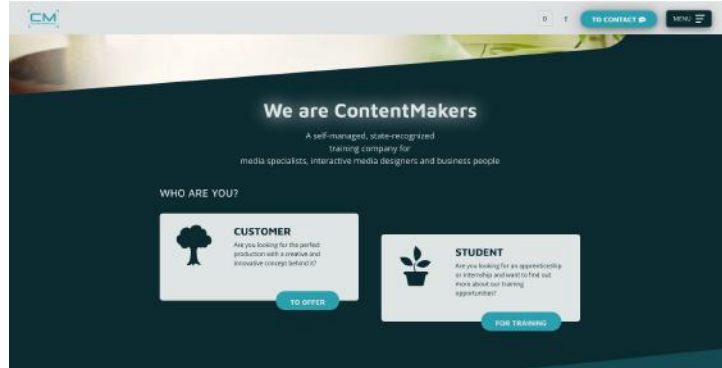 CM
D
TO CONTACT
MENU
We are ContentMakers
A self-managed, state-recognized
training company for
media specialists, interactive media designers and business people
WHO ARE YOU?
CUSTOMER
Are you looking for the perfect
production with a creative and
innovative concept behind it?
TO OFFER
STUDENT
Are you looking for an apprenticeship
or internship and want to find out
more about our training
opportunities?
FOR TRAINING